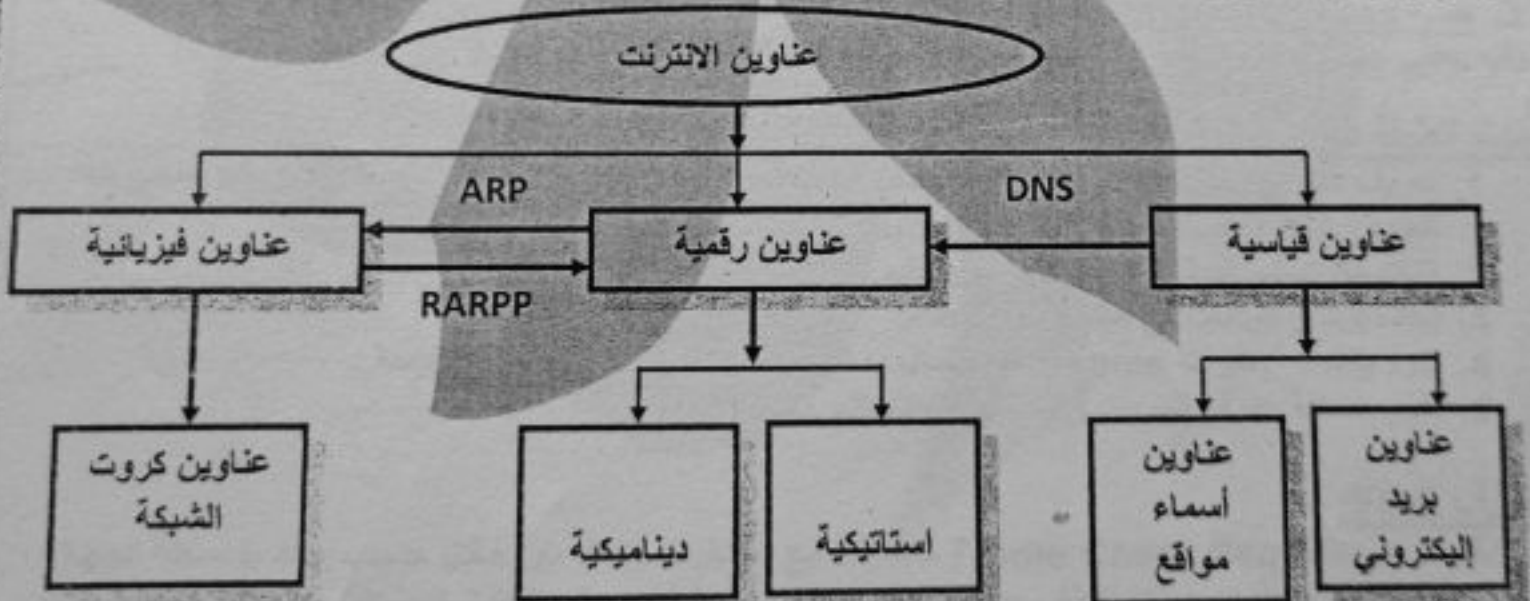 عناوين الانترنت
DNS
ARP
عناوين قياسية
عناوين رقمية
عناوين فيزيائية
RARPP
عناوين
بريد
إليكتروني
عناوين
أسماء
مواقع
استاتيكية
ديناميكية
عناوين كروت
الشبكة